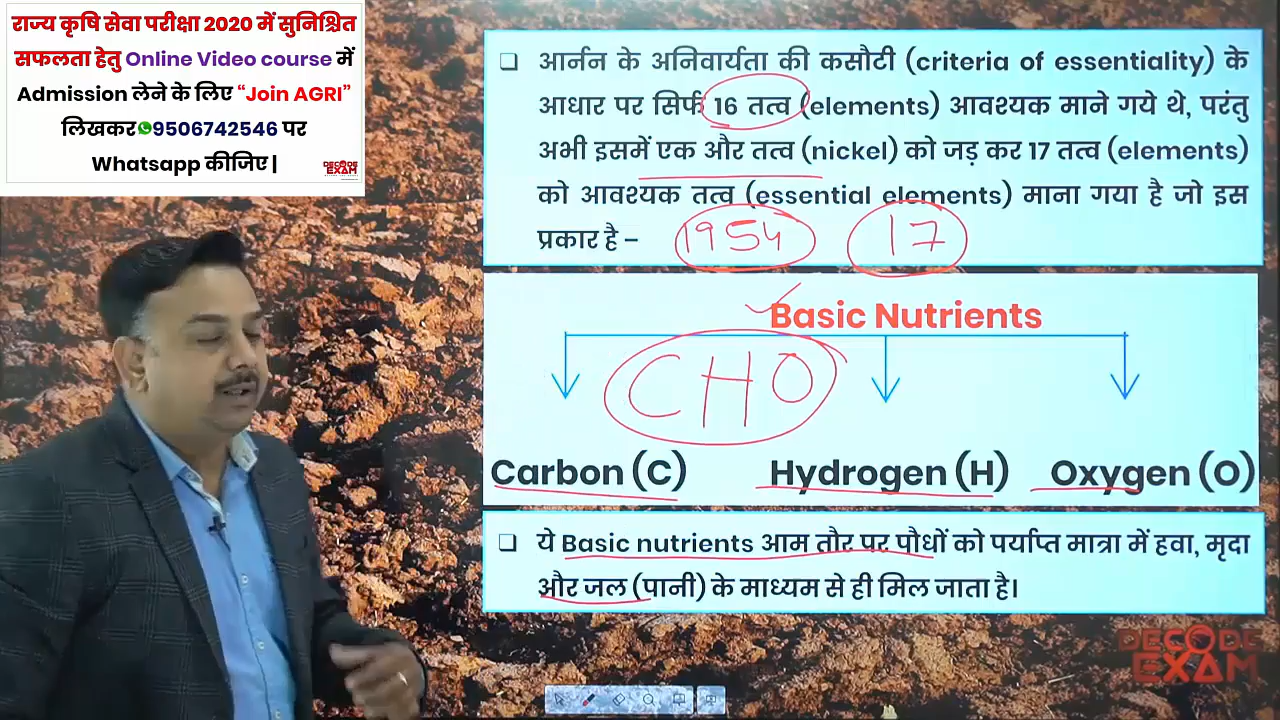 राज्य कृषि सेवा परीक्षा 2020 में सुनिश्चित
सफलता हेतु Online Video course में
Admission लेने के लिए “Join AGRI”
लिखकर 9506742546 पर
Whatsapp कीजिए |
DECODE
EXAM
आर्नन के अनिवार्यता की कसौटी (criteria of essentiality) के
आधार पर सिर्फ 16 तत्व (elements) आवश्यक माने गये थे, परंतु
अभी इसमें एक और तत्व (nickel) को जड़ कर 17 तत्व (elements)
को आवश्यक तत्व (essential elements) माना गया है जो इस
प्रकार है –
1954 17
Basic Nutrients
CHO
Carbon (C) Hydrogen (H) Oxygen (O)
ये Basic nutrients आम तौर पर पौधों को पर्याप्त मात्रा में हवा, मृदा
और जल (पानी) के माध्यम से ही मिल जाता है।
DECODE
EXAM